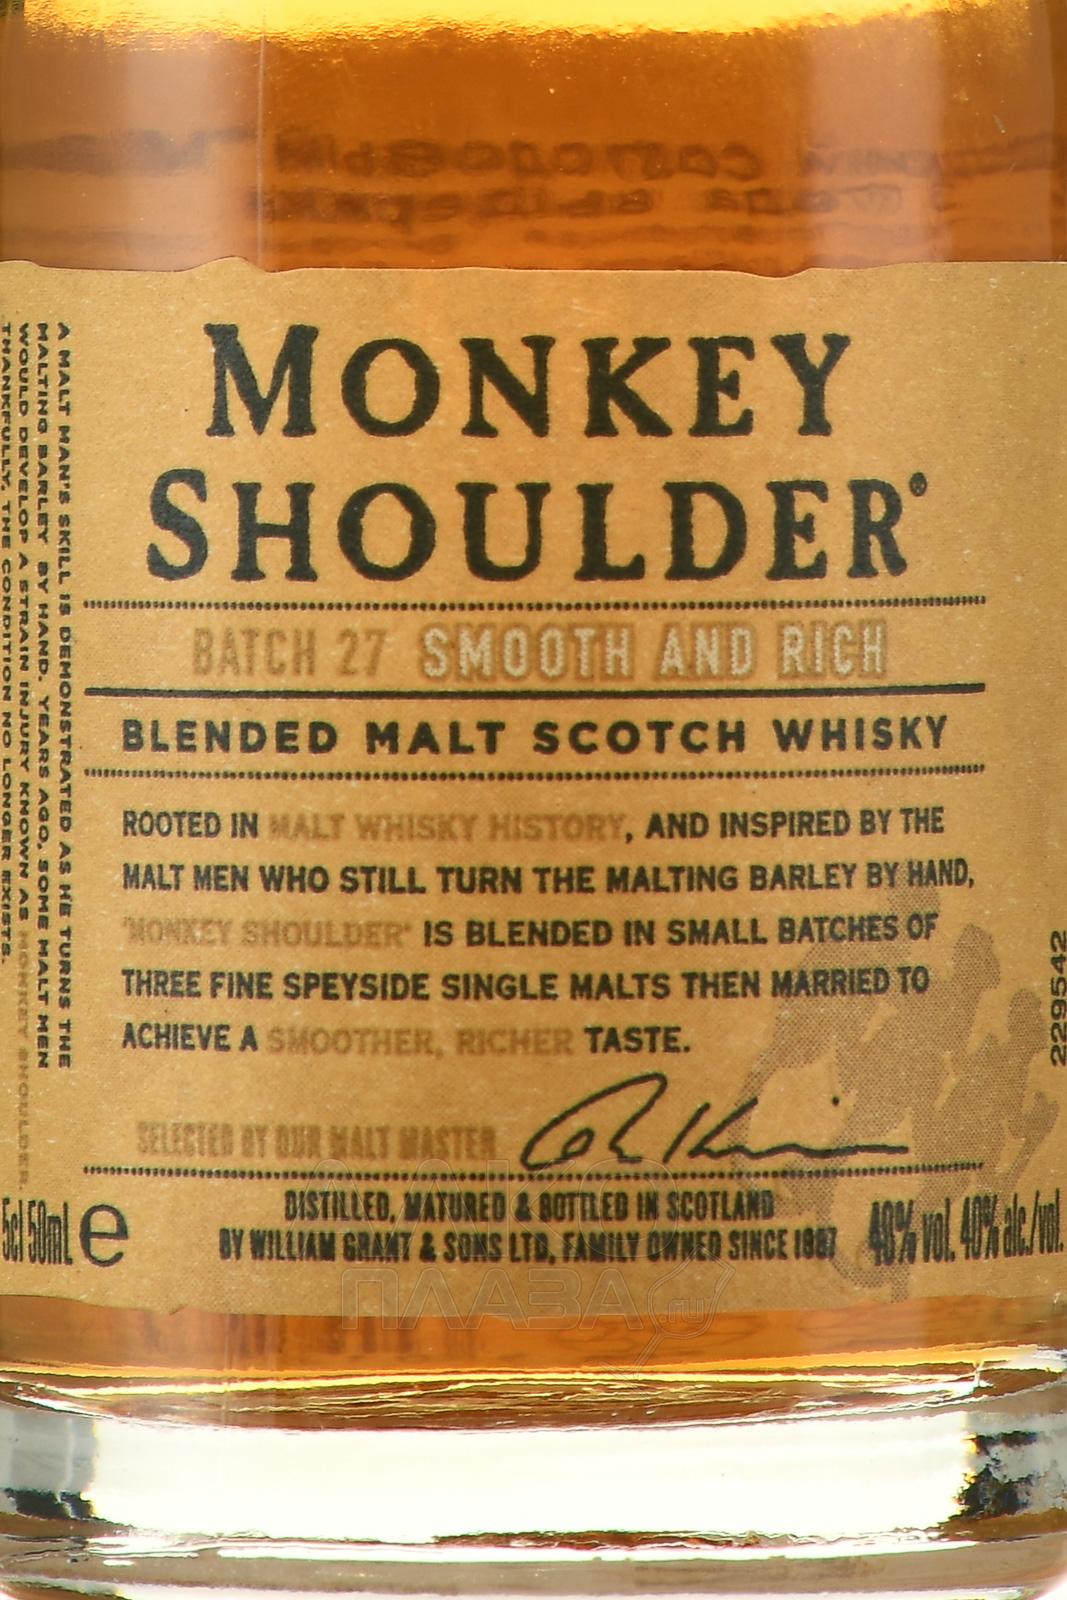 MONKEY
SHOULDER®
BATCH 27 SMOOTH AND RICH
BLENDED MALT SCOTCH WHISKY
ROOTED IN MALT WHISKY HISTORY, AND INSPIRED BY THE
MALT MEN WHO STILL TURN THE MALTING BARLEY BY HAND,
'MONKEY SHOULDER' IS BLENDED IN SMALL BATCHES OF
THREE FINE SPEYSIDE SINGLE MALTS THEN MARRIED TO
ACHIEVE A SMOOTHER, RICHER TASTE.
SELECTED BY OUR MALT MASTER
DISTILLED, MATURED & BOTTLED IN SCOTLAND
BY WILLIAM GRANT & SONS LTD, FAMILY OWNED SINCE 1887
5cl 50ml e
40% vol. 40% alc./vol.
A MALT MAN'S SKILL IS DEMONSTRATED AS HE TURNS THE
MALTING BARLEY BY HAND. YEARS AGO, SOME MALT MEN
WOULD DEVELOP A STRAIN INJURY KNOWN AS MONKEY SHOULDER.
THANKFULLY, THE CONDITION NO LONGER EXISTS.
229542
АЛКО
ПЛАЗА.ru